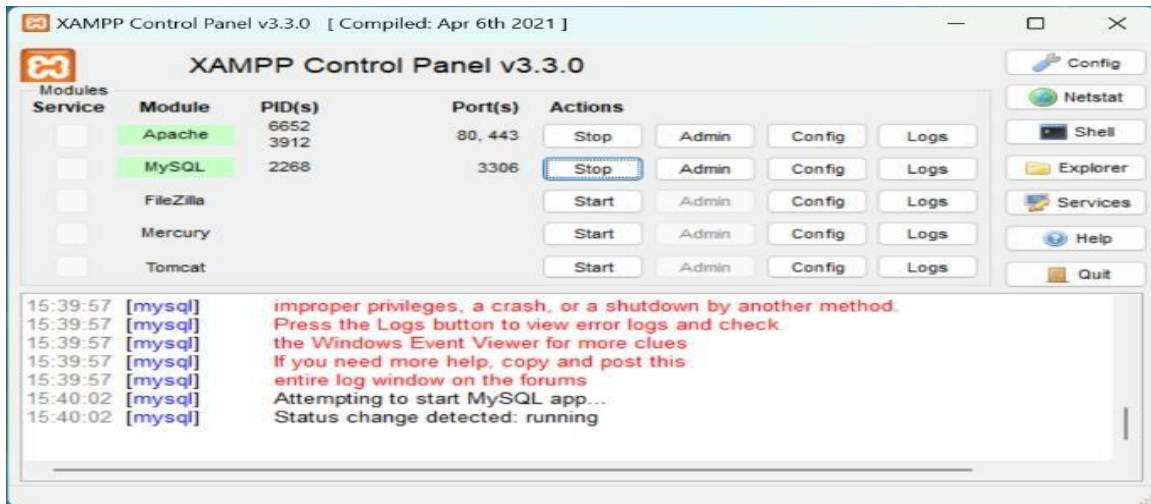 XAMPP Control Panel v3.3.0 [ Compiled: Apr 6th 2021 ]
XAMPP Control Panel v3.3.0
Config
Modules
Service Module PID(s) Port(s) Actions
Netstat
Apache 6652 3912 80, 443 Stop Admin Config Logs
Shell
MySQL 2268 3306 Stop Admin Config Logs
Explorer
FileZilla Start Admin Config Logs
Services
Mercury Start Admin Config Logs
Help
Tomcat Start Admin Config Logs
Quit
15:39:57 [mysql] improper privileges, a crash, or a shutdown by another method.
15:39:57 [mysql] Press the Logs button to view error logs and check
15:39:57 [mysql] the Windows Event Viewer for more clues
15:39:57 [mysql] If you need more help, copy and post this
15:39:57 [mysql] entire log window on the forums
15:40:02 [mysql] Attempting to start MySQL app...
15:40:02 [mysql] Status change detected: running